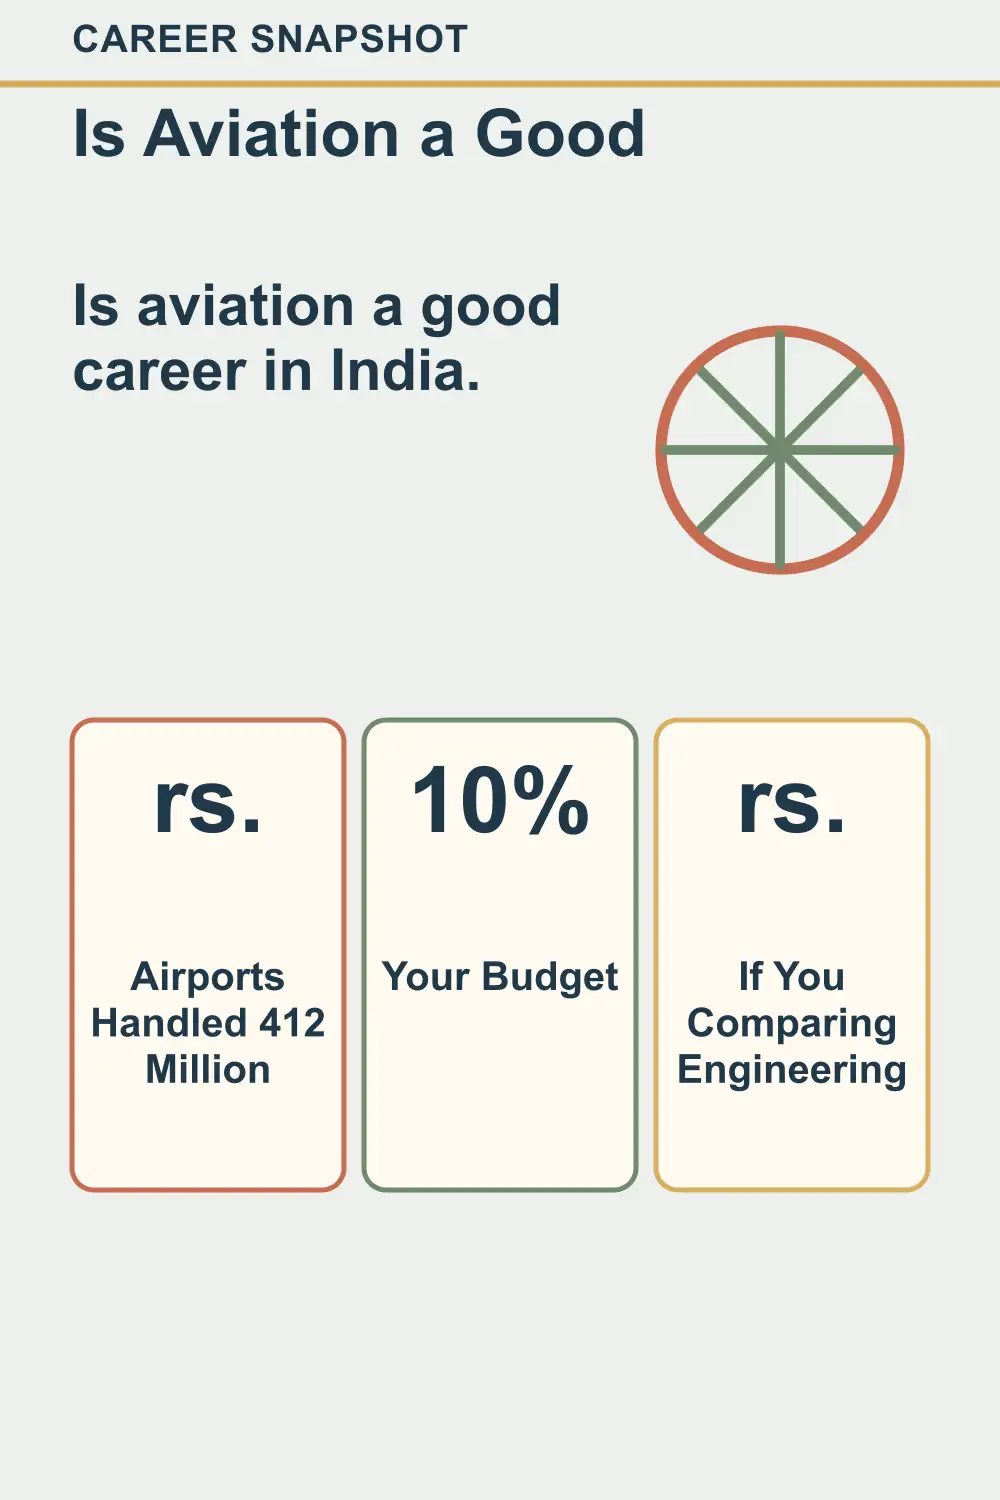 CAREER SNAPSHOT
Is Aviation a Good
Is aviation a good
career in India.
rs.
Airports
Handled 412
Million
10%
Your Budget
rs.
If You
Comparing
Engineering